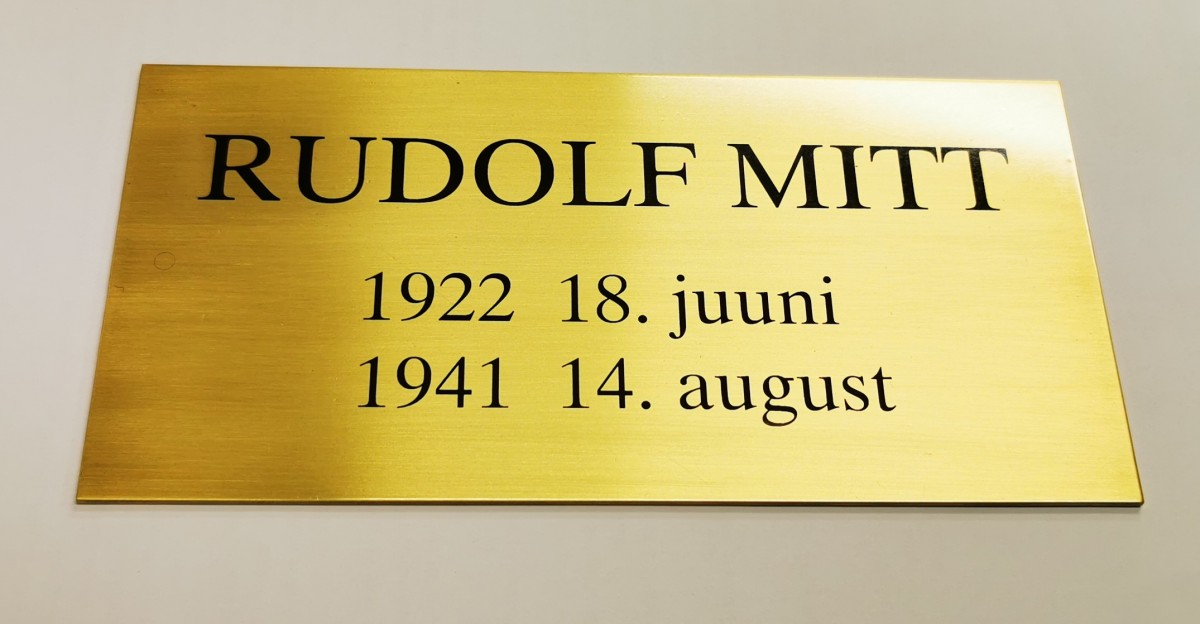 RUDOLF MITT
1922 18. juuni
1941 14. august